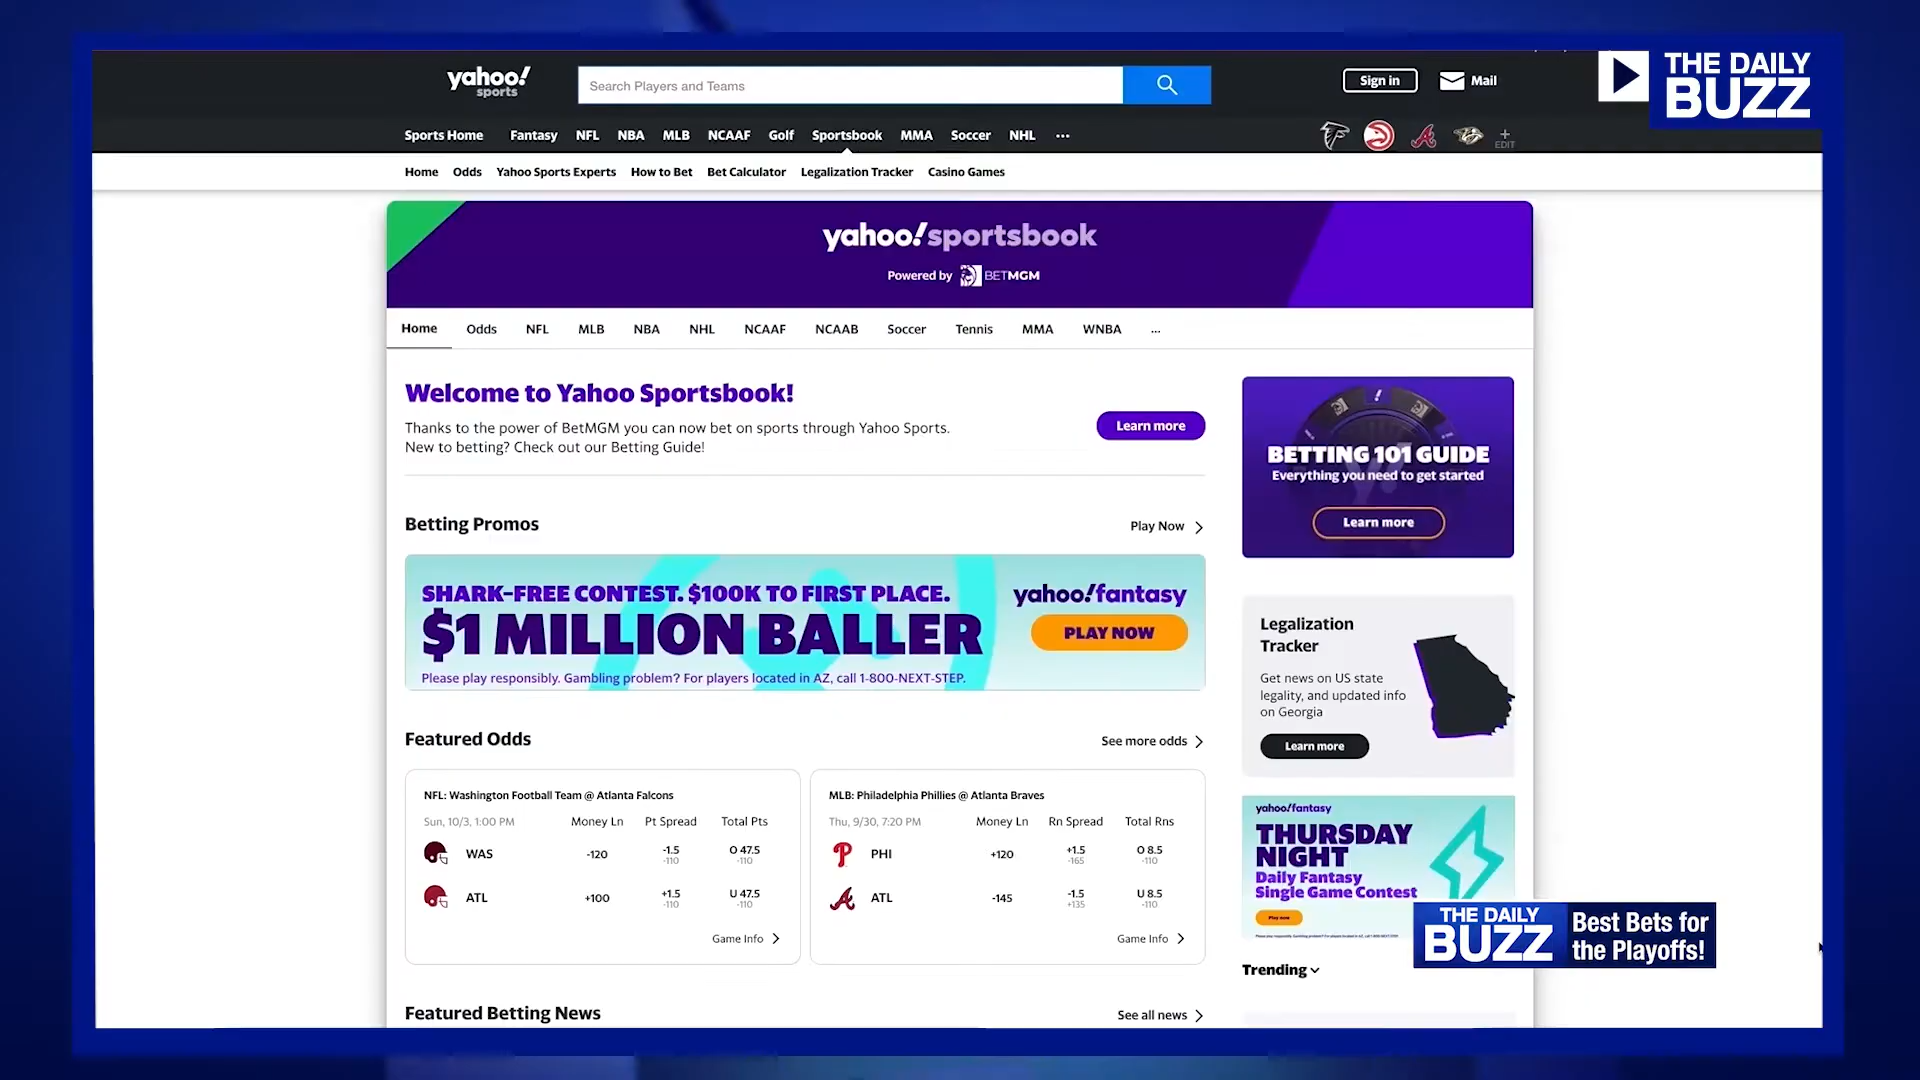 yahoo!
sports
Search Players and Teams
Sign in
Mail
THE DAILY
BUZZ
Sports Home Fantasy NFL NBA MLB NCAAF Golf Sportsbook MMA Soccer NHL ...
EDIT
Home Odds Yahoo Sports Experts How to Bet Bet Calculator Legalization Tracker Casino Games
yahoo!sportsbook
Powered by BETMGM
Home Odds NFL MLB NBA NHL NCAAF NCAAB Soccer Tennis MMA WNBA ...
Welcome to Yahoo Sportsbook!
Thanks to the power of BetMGM you can now bet on sports through Yahoo Sports.
New to betting? Check out our Betting Guide!
Learn more
BETTING 101 GUIDE
Everything you need to get started
Learn more
Betting Promos
Play Now
SHARK-FREE CONTEST. $100K TO FIRST PLACE.
$1 MILLION BALLER
Please play responsibly. Gambling problem? For players located in AZ, call 1-800-NEXT-STEP.
yahoo!fantasy
PLAY NOW
Legalization
Tracker
Get news on US state
legality, and updated info
on Georgia
Learn more
Featured Odds
See more odds
NFL: Washington Football Team @ Atlanta Falcons
Sun, 10/3, 1:00 PM Money Ln Pt Spread Total Pts
WAS -120 -1.5 O 47.5
-110 -110
ATL +100 +1.5 U 47.5
-110 -110
Game Info
MLB: Philadelphia Phillies @ Atlanta Braves
Thu, 9/30, 7:20 PM Money Ln Rn Spread Total Rns
PHI +120 +1.5 O 8.5
-165 -110
ATL -145 -1.5 U 8.5
+135 -110
Game Info
yahoo!fantasy
THURSDAY
NIGHT
Daily Fantasy
Single Game Contest
Play now
THE DAILY
BUZZ
Best Bets for
the Playoffs!
Trending
Featured Betting News
See all news